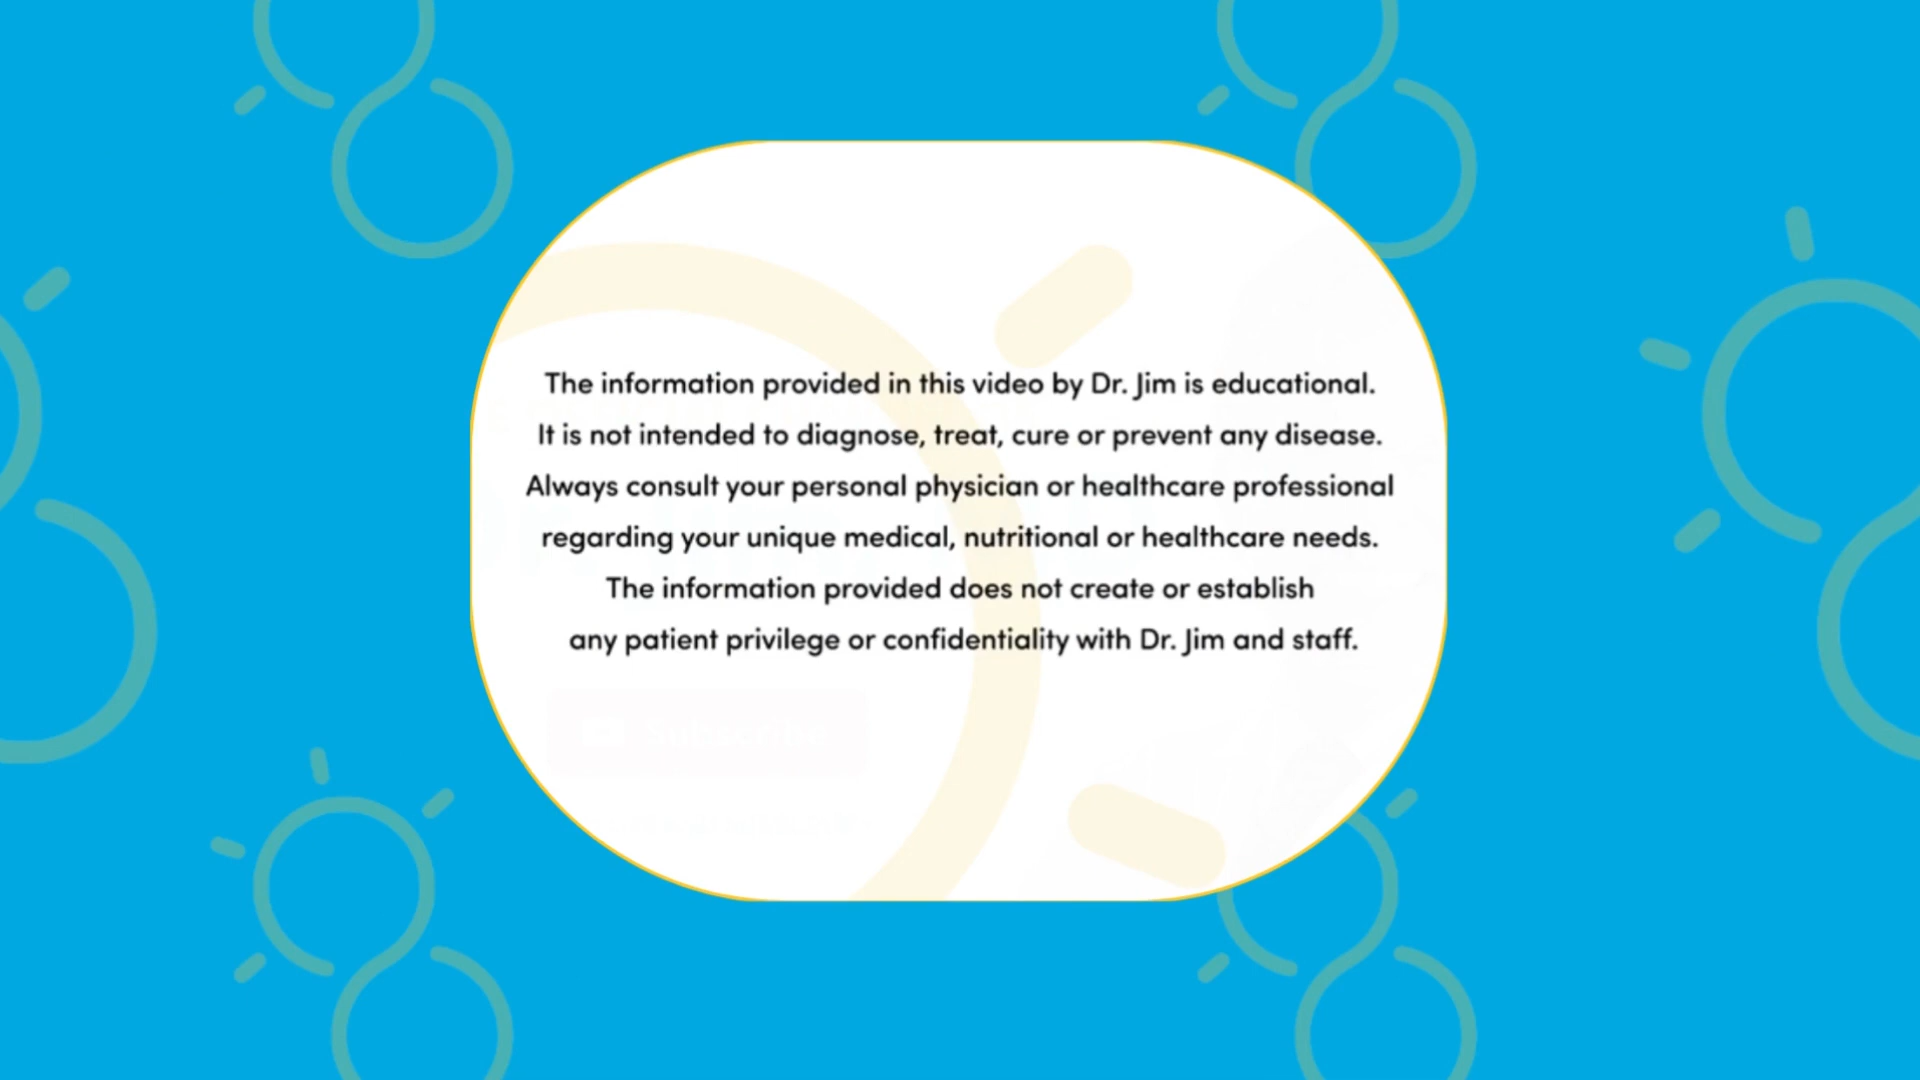 The information provided in this video by Dr. Jim is educational.
It is not intended to diagnose, treat, cure or prevent any disease.
Always consult your personal physician or healthcare professional
regarding your unique medical, nutritional or healthcare needs.
The information provided does not create or establish
any patient privilege or confidentiality with Dr. Jim and staff.